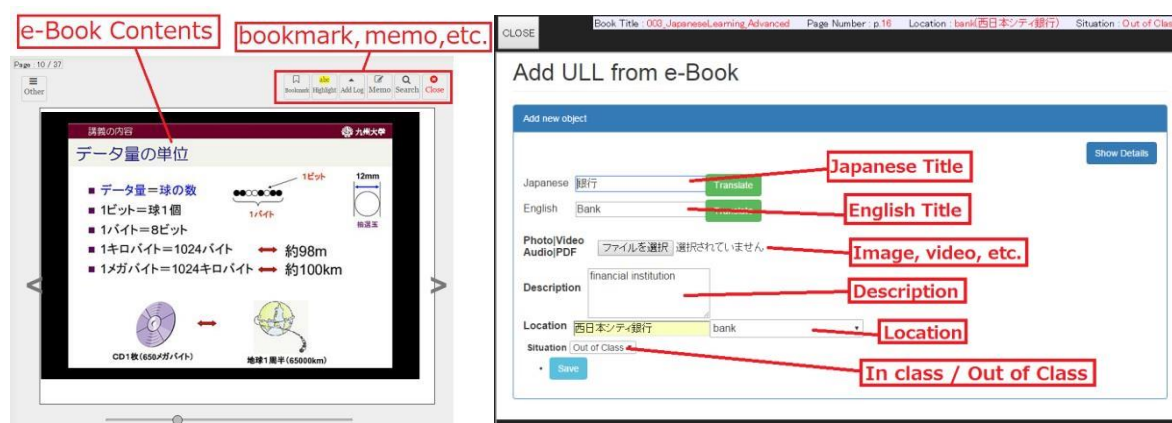 e-Book Contents
bookmark, memo,etc.
Page : 10 / 37
Other
Bookmark Highlight Add Log Memo Search Close
講義の内容
九州大学
データ量の単位
データ量＝球の数
1ビット
12mm
1ビット＝球1個
1バイト
抽選玉
1バイト＝8ビット
1キロバイト＝1024バイト ⟷ 約98m
1メガバイト＝1024キロバイト ⟷ 約100km
< >
CD1枚(650メガバイト)
地球1周半(65000km)
CLOSE
Book Title : 003_JapaneseLearning_Advanced Page Number : p.16 Location : bank(西日本シティ銀行) Situation : Out of Clas
Add ULL from e-Book
Add new object
Show Details
Japanese Title
Japanese 銀行 Translate
English Bank Translate
English Title
Photo|Video
Audio|PDF
ファイルを選択 選択されていません
Image, video, etc.
Description
financial institution
Description
Location 西日本シティ銀行 bank
Location
Situation Out of Class
Save
In class / Out of Class